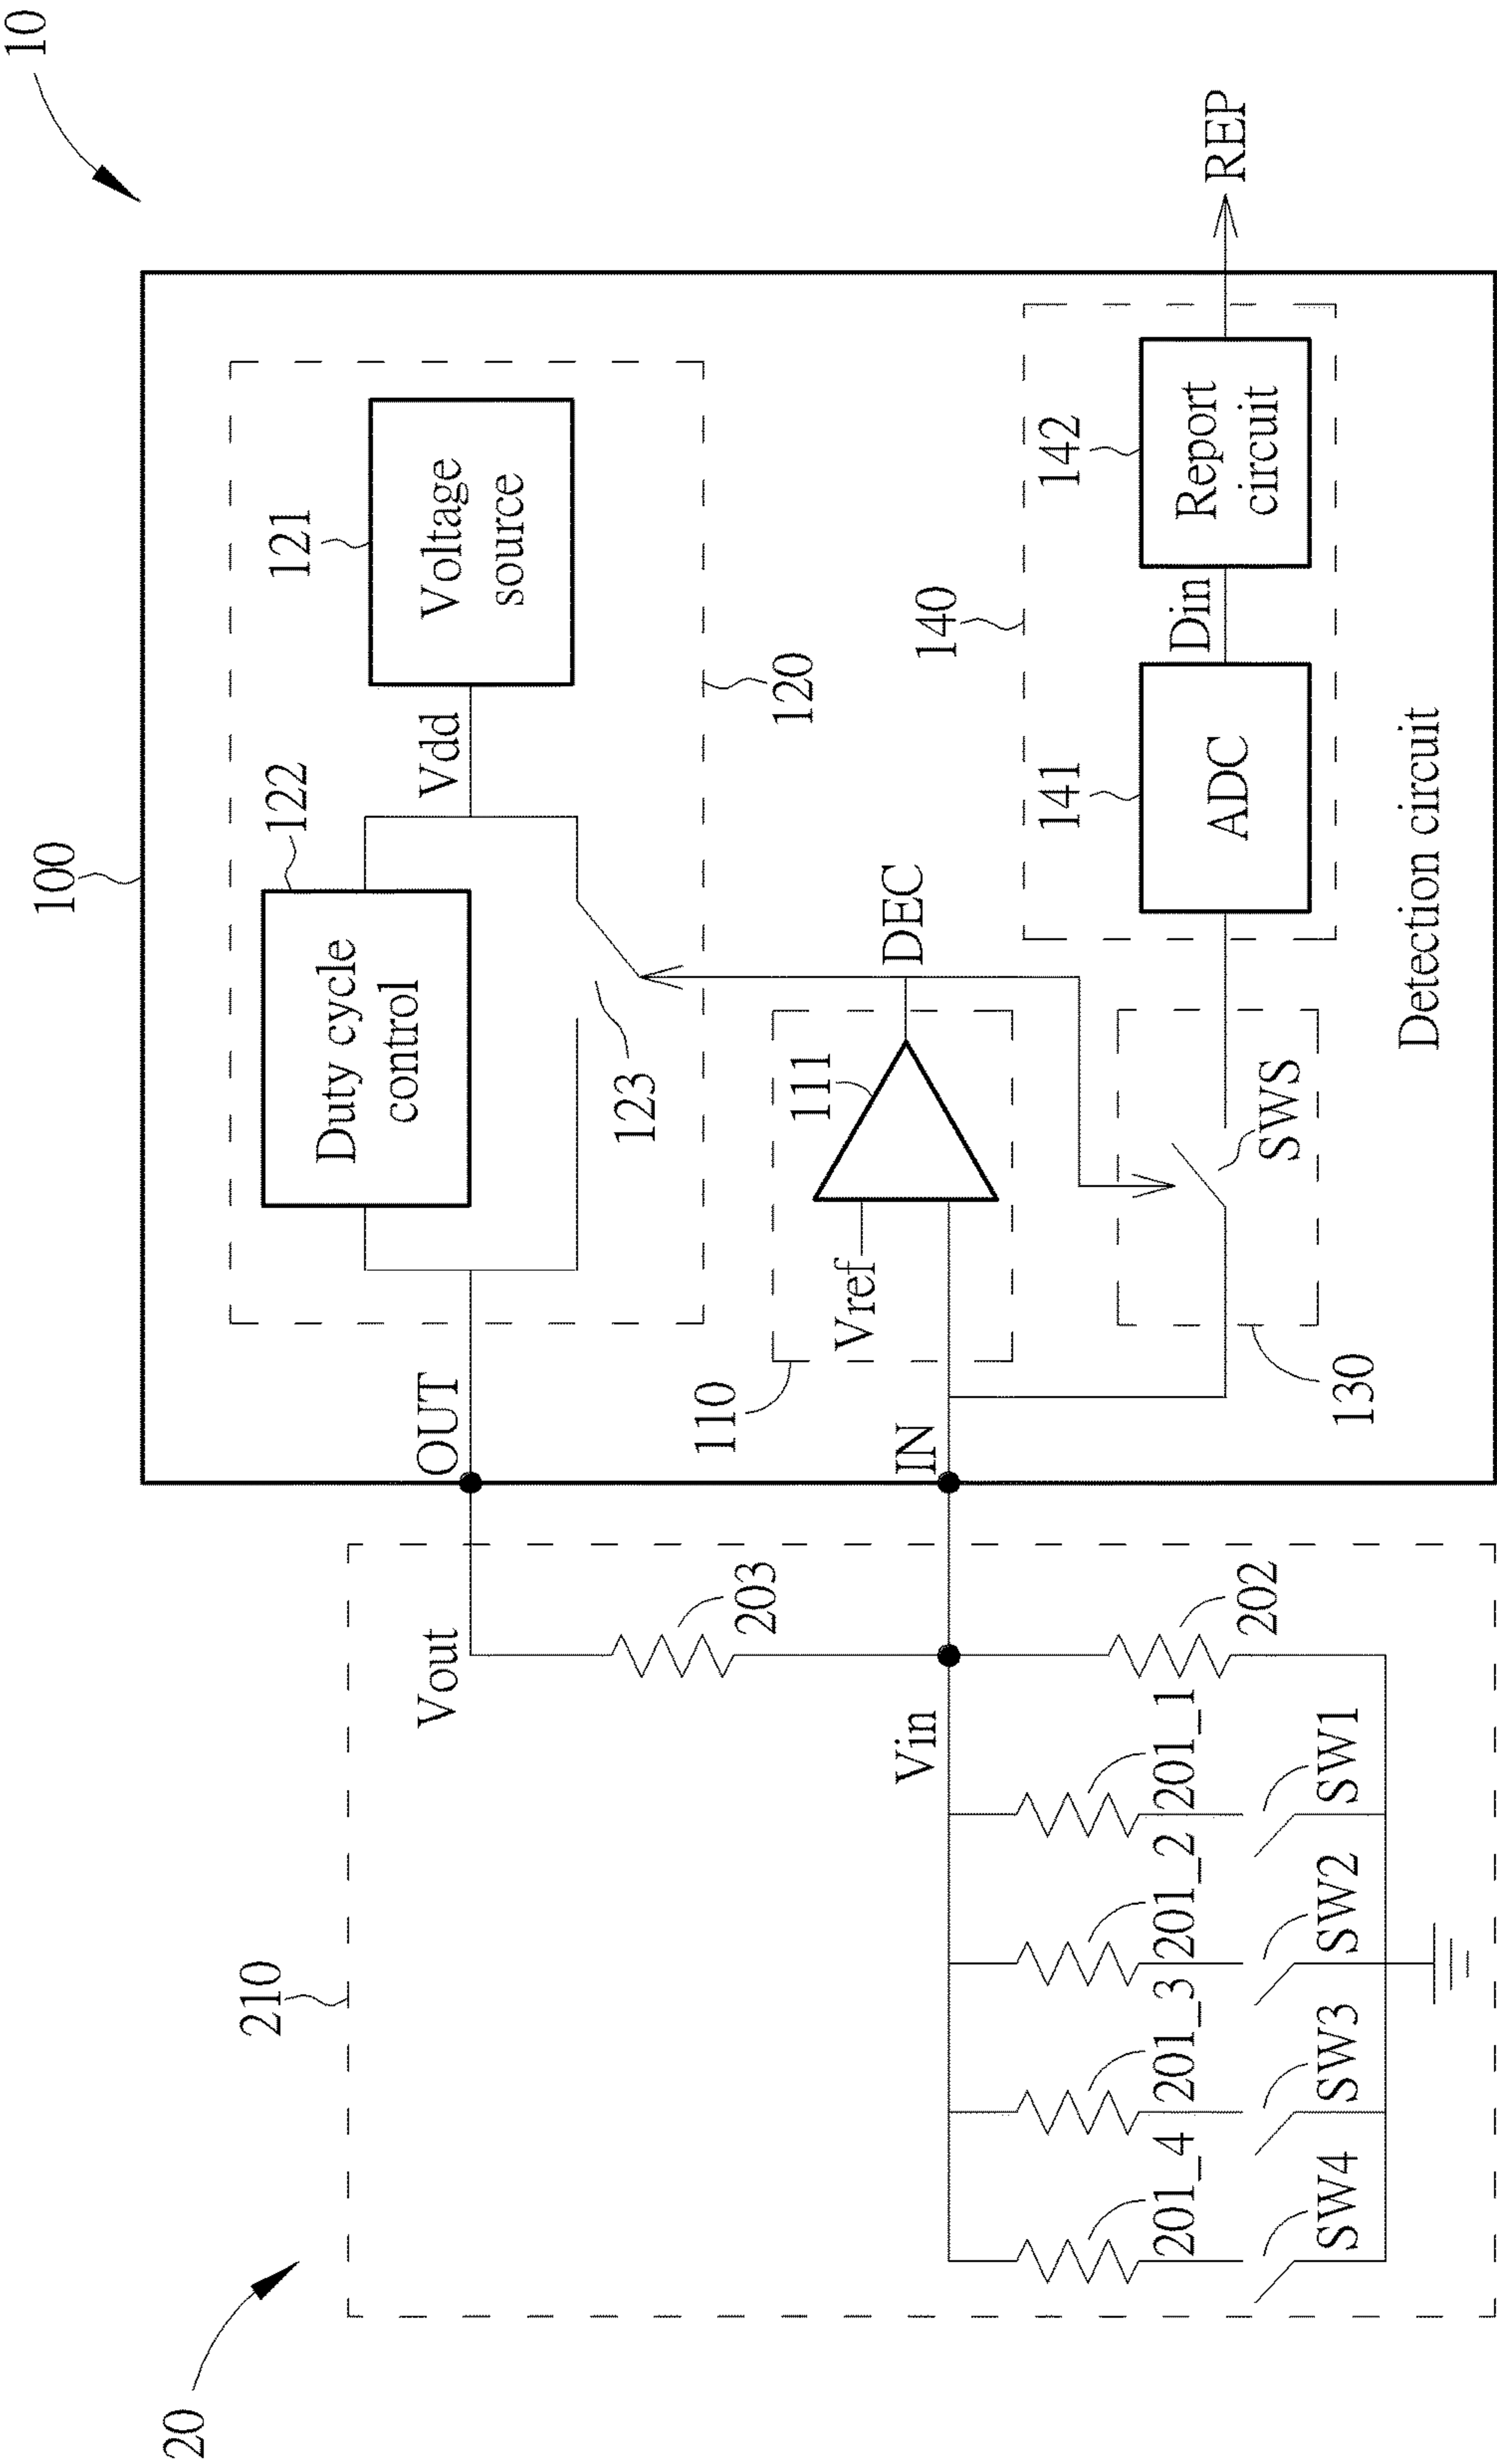 20
210
Vout
203
Vin
202
201_4
201_3
201_2
201_1
SW4
SW3
SW2
SW1
10
100
OUT
IN
122
Duty cycle
control
Vdd
121
Voltage
source
123
120
110
Vref
111
DEC
130
SWS
140
141
ADC
Din
142
Report
circuit
REP
Detection circuit